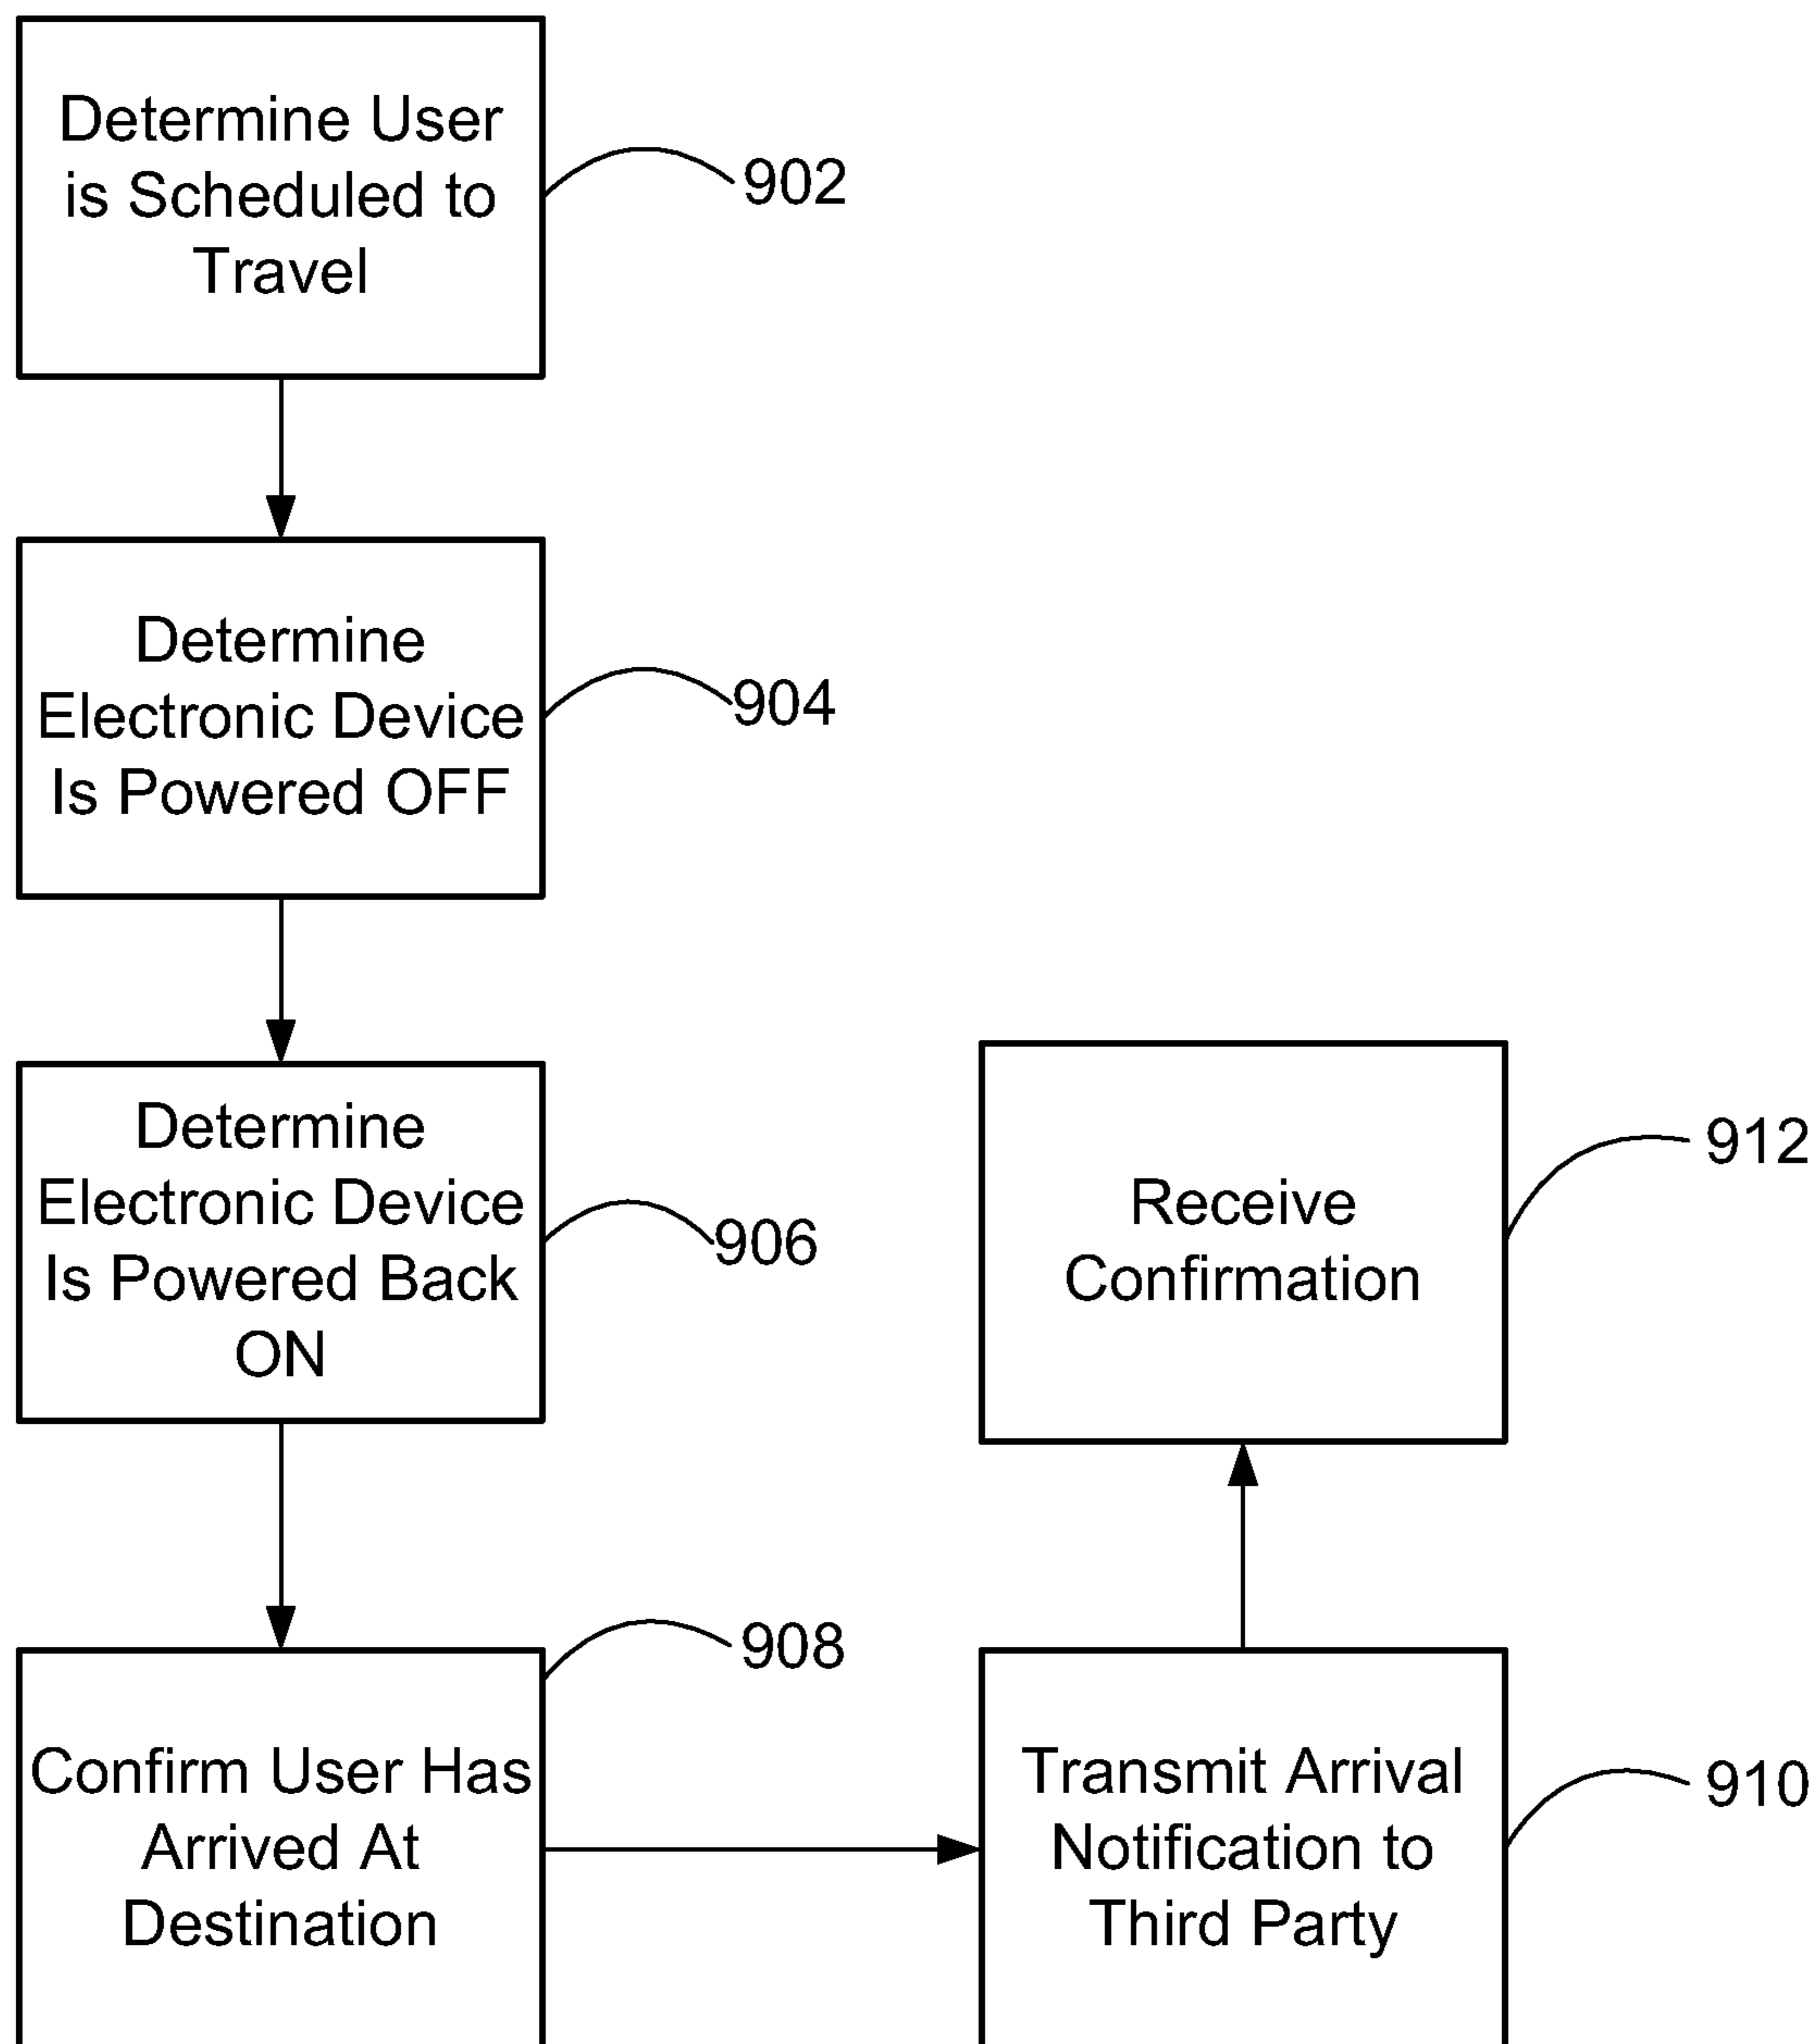 Determine User
is Scheduled to
Travel
902
Determine
Electronic Device
Is Powered OFF
904
Determine
Electronic Device
Is Powered Back
ON
906
Confirm User Has
Arrived At
Destination
908
Transmit Arrival
Notification to
Third Party
910
Receive
Confirmation
912